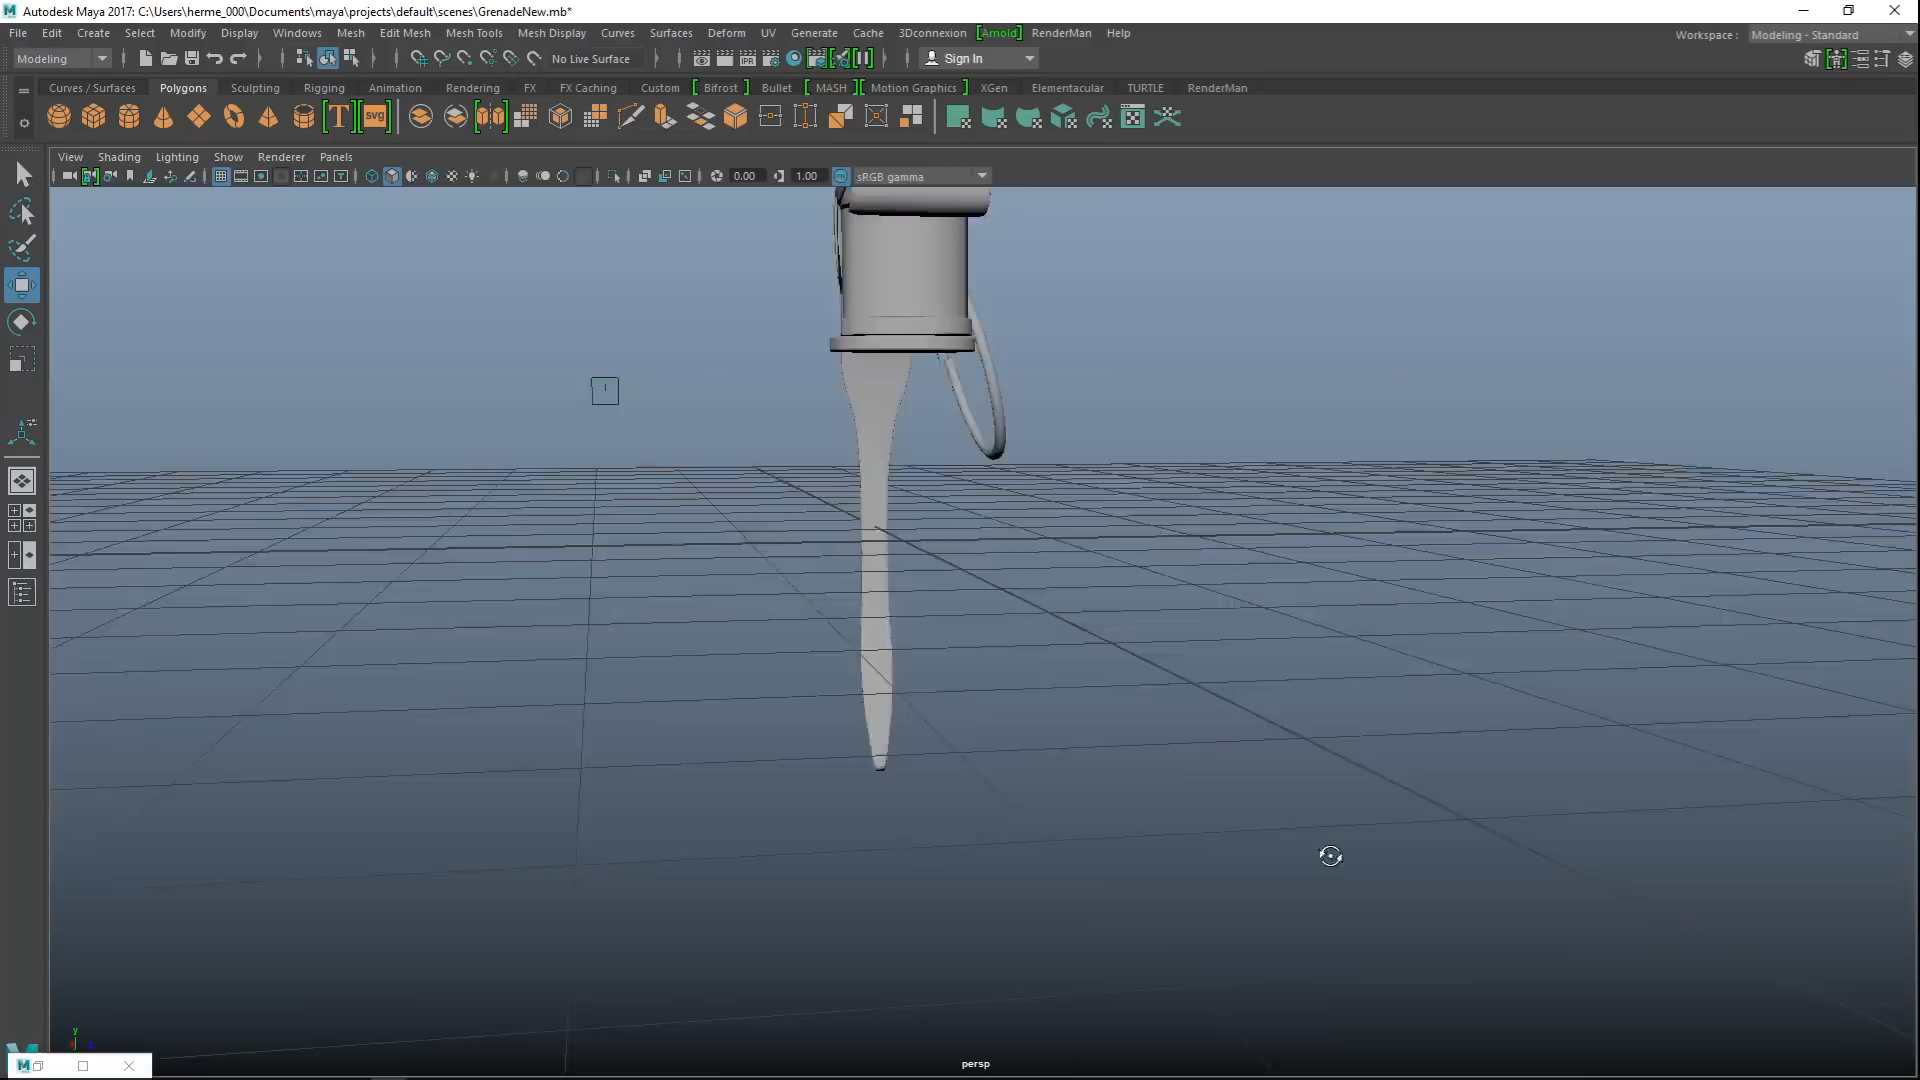 Autodesk Maya 2017: C:\Users\herme_000\Documents\maya\projects\default\scenes\GrenadeNew.mb*
File Edit Create Select Modify Display Windows Mesh Edit Mesh Mesh Tools Mesh Display Curves Surfaces Deform UV Generate Cache 3Dconnexion [Arnold] RenderMan Help
Workspace : Modeling - Standard
Modeling No Live Surface IPR Sign In
Curves / Surfaces Polygons Sculpting Rigging Animation Rendering FX FX Caching Custom [ Bifrost ] Bullet [ MASH ] [ Motion Graphics ] XGen Elementacular TURTLE RenderMan
T svg
View Shading Lighting Show Renderer Panels
0.00 1.00 sRGB gamma
y
persp